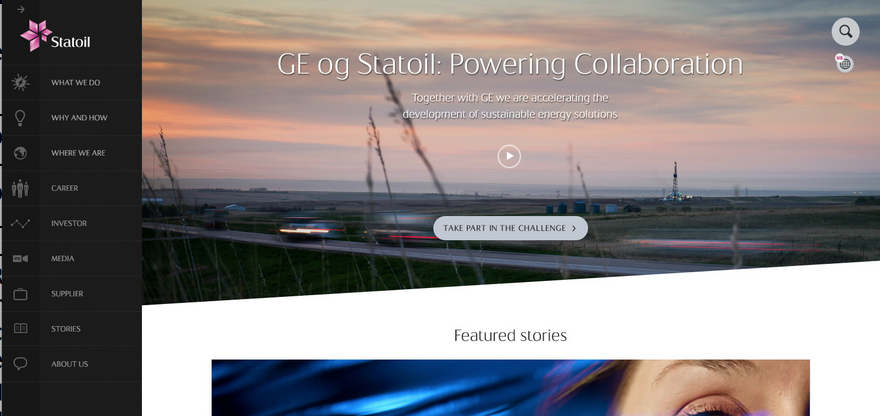 Statoil
WHAT WE DO
WHY AND HOW
WHERE WE ARE
CAREER
INVESTOR
MEDIA
SUPPLIER
STORIES
ABOUT US
GE og Statoil: Powering Collaboration
Together with GE we are accelerating the
development of sustainable energy solutions
TAKE PART IN THE CHALLENGE
Featured stories